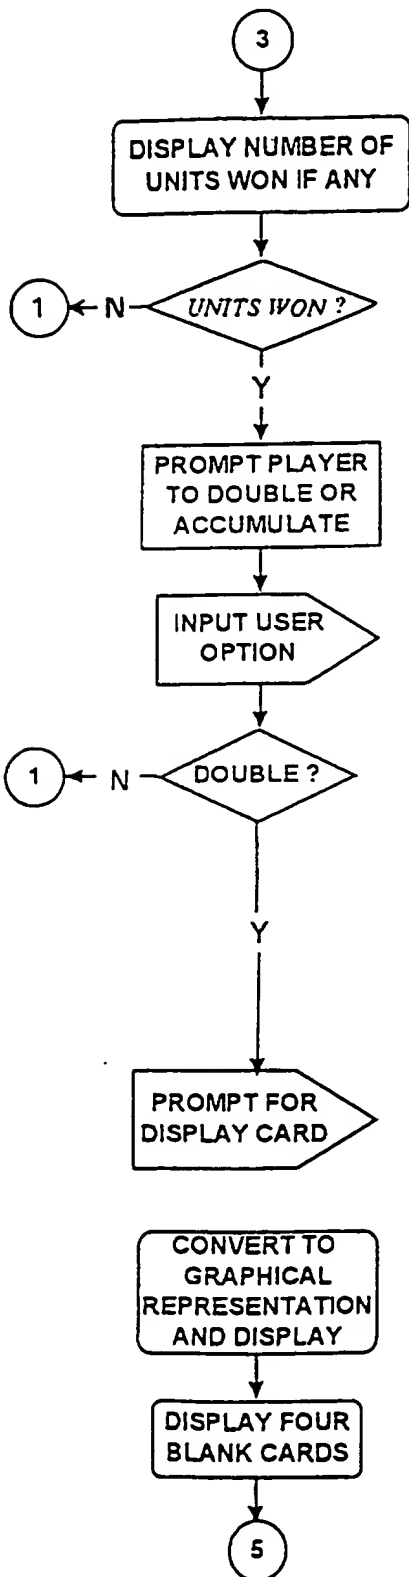 3
DISPLAY NUMBER OF
UNITS WON IF ANY
1
N
UNITS WON ?
Y
PROMPT PLAYER
TO DOUBLE OR
ACCUMULATE
INPUT USER
OPTION
1
N
DOUBLE ?
Y
PROMPT FOR
DISPLAY CARD
CONVERT TO
GRAPHICAL
REPRESENTATION
AND DISPLAY
DISPLAY FOUR
BLANK CARDS
5